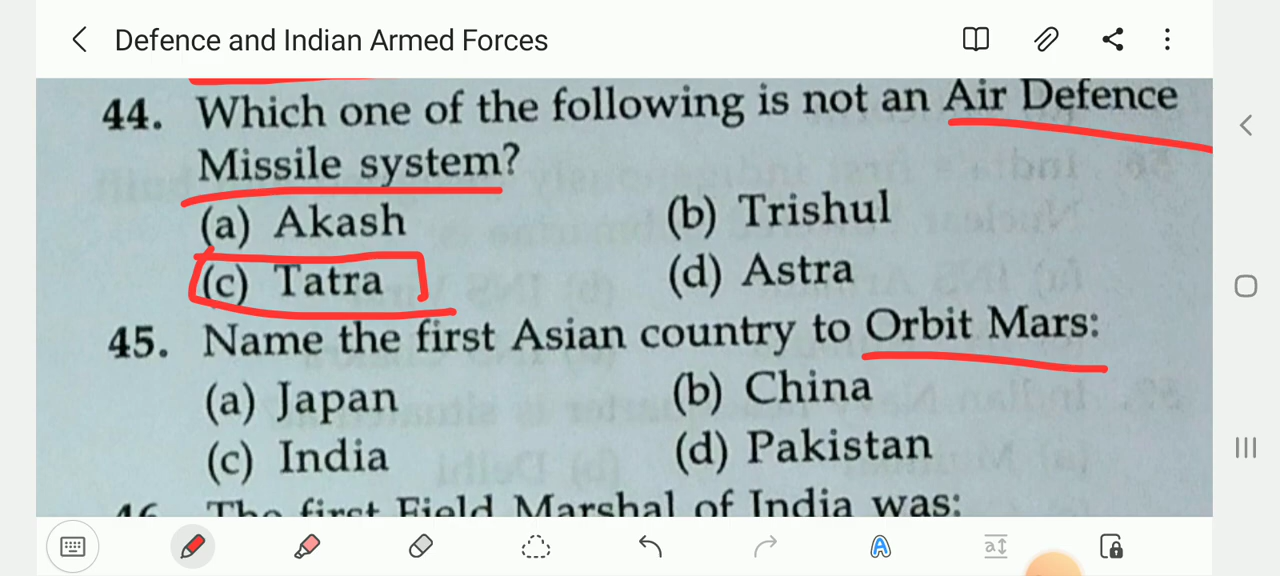 Defence and Indian Armed Forces
44. Which one of the following is not an Air Defence
Missile system?
(a) Akash (b) Trishul
(c) Tatra (d) Astra
45. Name the first Asian country to Orbit Mars:
(a) Japan (b) China
(c) India (d) Pakistan
46. The first Field Marshal of India was: